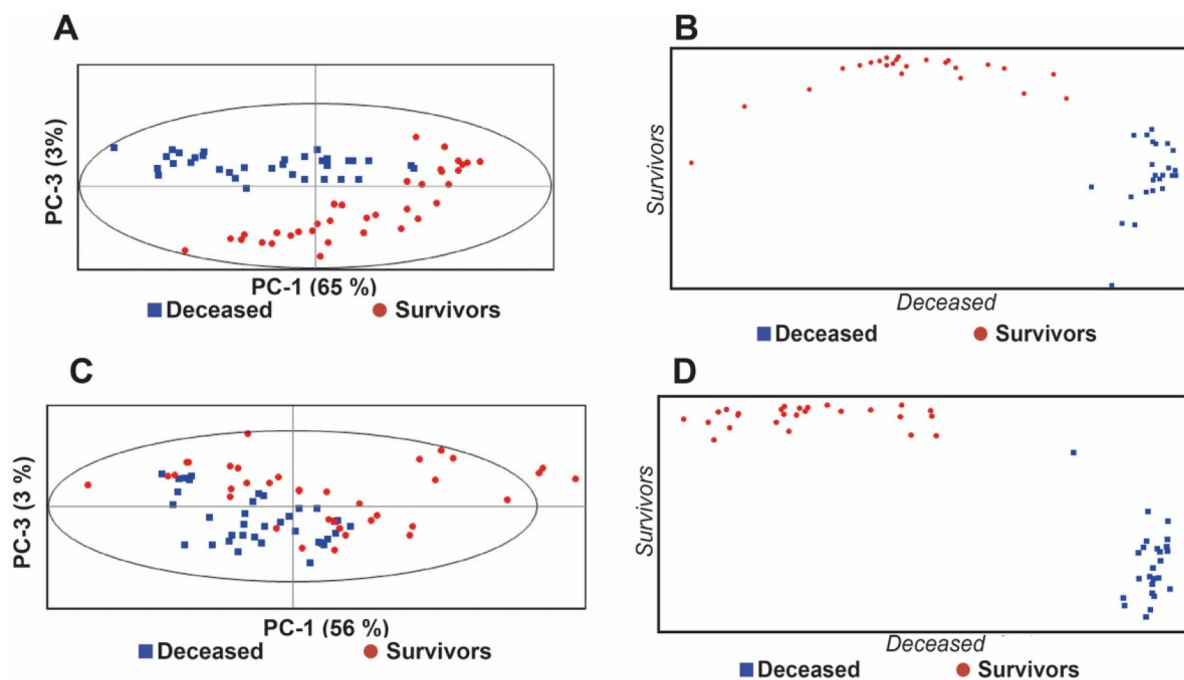 A
PC-3 (3%)
PC-1 (65 %)
Deceased Survivors
B
Survivors
Deceased
Deceased Survivors
C
PC-3 (3 %)
PC-1 (56 %)
Deceased Survivors
D
Survivors
Deceased
Deceased Survivors